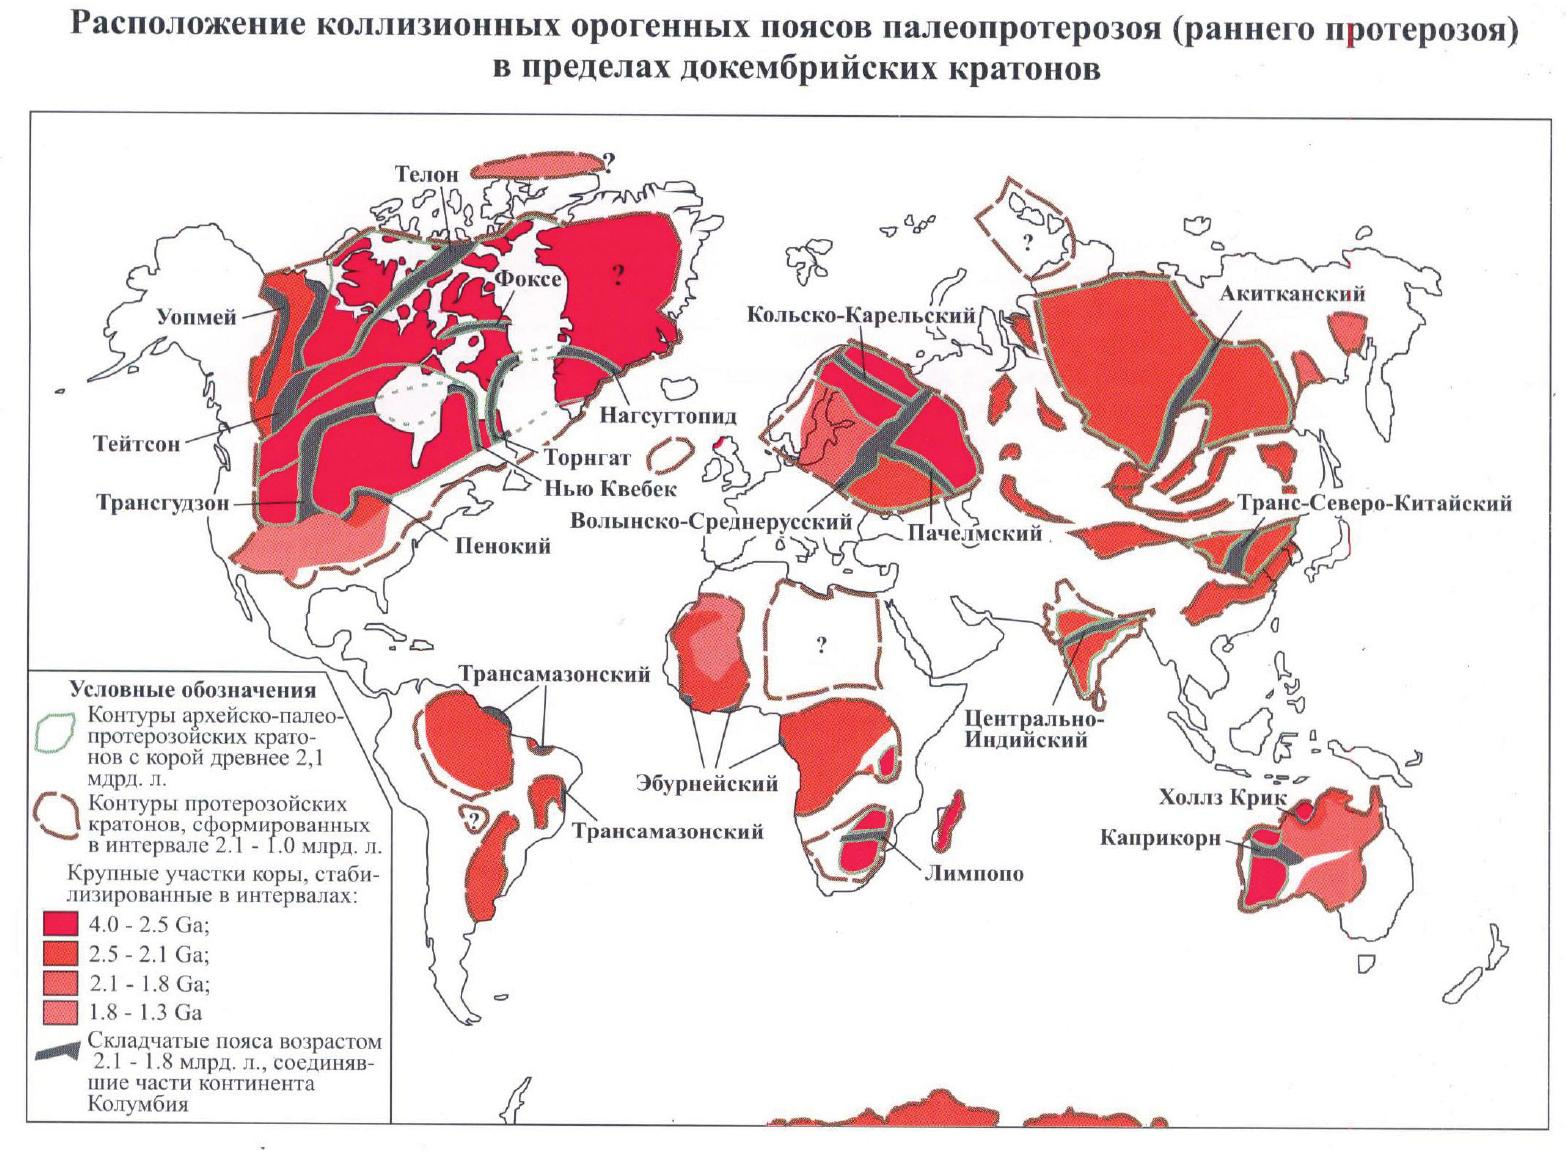 Расположение коллизионных орогенных поясов палеопротерозоя (раннего протерозоя)
в пределах докембрийских кратонов
Телон
?
?
?
Фоксе
Уопмей
Кольско-Карельский
Акитканский
Нагсугтопид
Тейтсон
Торнгат
Нью Квебек
Трансгудзон
Волынско-Среднерусский
Пачелмский
Транс-Северо-Китайский
Пенокий
?
Трансамазонский
Центрально-
Индийский
Эбурнейский
?
Трансамазонский
Холлз Крик
Каприкорн
Лимпопо
Условные обозначения
Контуры архейско-палео-
протерозойских крато-
нов с корой древнее 2,1
мдрд. л.
Контуры протерозойских
кратонов, сформированных
в интервале 2.1 - 1.0 млрд. л.
Крупные участки коры, стаби-
лизированные в интервалах:
4.0 - 2.5 Ga;
2.5 - 2.1 Ga;
2.1 - 1.8 Ga;
1.8 - 1.3 Ga
Складчатые пояса возрастом
2.1 - 1.8 млрд. л., соединяв-
шие части континента
Колумбия